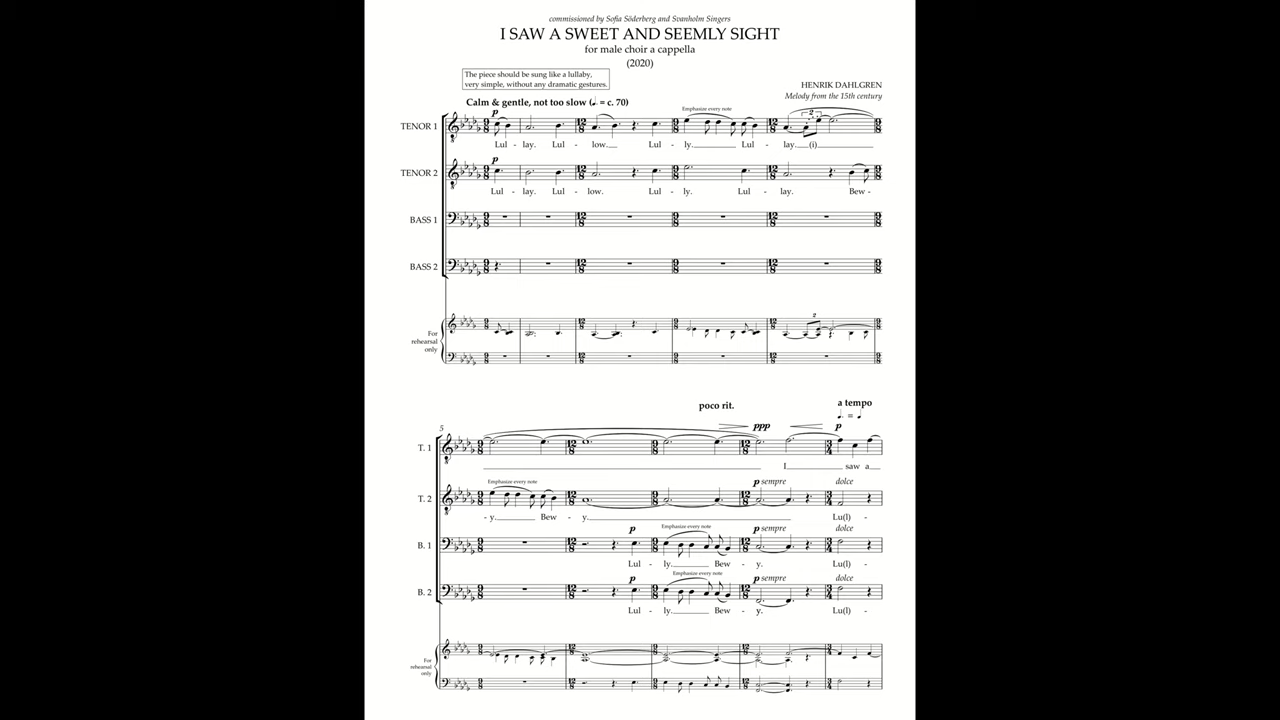 commissioned by Sofia Söderberg and Svanholm Singers
I SAW A SWEET AND SEEMLY SIGHT
for male choir a cappella
(2020)
The piece should be sung like a lullaby,
very simple, without any dramatic gestures.
HENRIK DAHLGREN
Melody from the 15th century
Calm & gentle, not too slow (♩. = c. 70)
Emphasize every note
p
TENOR 1
Lul - lay. Lul - low. Lul - ly. Lul - lay. (i)
p
TENOR 2
Lul - lay. Lul - low. Lul - ly. Lul - lay. Bew -
BASS 1
BASS 2
2
For
rehearsal
only
poco rit.
a tempo
♩. = ♩
5
ppp p
T. 1
I saw a
Emphasize every note
p sempre dolce
T. 2
- y. Bew - y. Lu(l) -
p Emphasize every note p sempre dolce
B. 1
Lul - ly. Bew - y. Lu(l) -
p Emphasize every note p sempre dolce
B. 2
Lul - ly. Bew - y. Lu(l) -
For
rehearsal
only